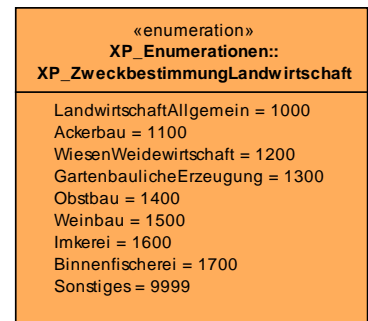 «enumeration»
XP_Enumerationen::
XP_ZweckbestimmungLandwirtschaft
LandwirtschaftAllgemein = 1000
Ackerbau = 1100
WiesenWeidewirtschaft = 1200
GartenbaulicheErzeugung = 1300
Obstbau = 1400
Weinbau = 1500
Imkerei = 1600
Binnenfischerei = 1700
Sonstiges = 9999